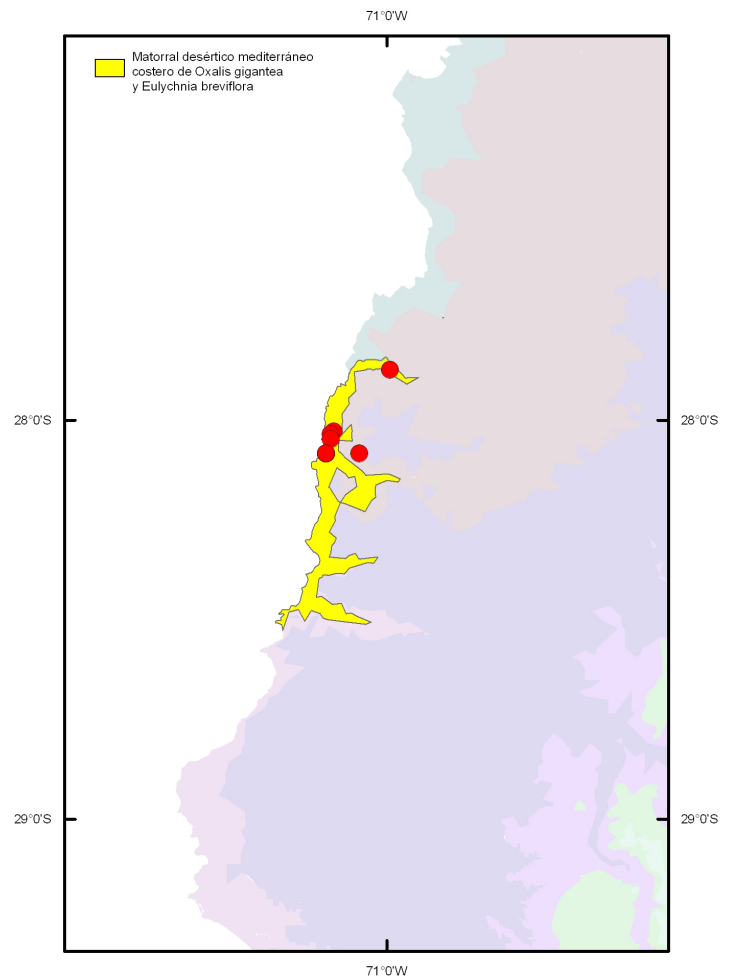 71°0'W
Matorral desértico mediterráneo
costero de Oxalis gigantea
y Eulychnia breviflora
28°0'S
28°0'S
29°0'S
29°0'S
71°0'W